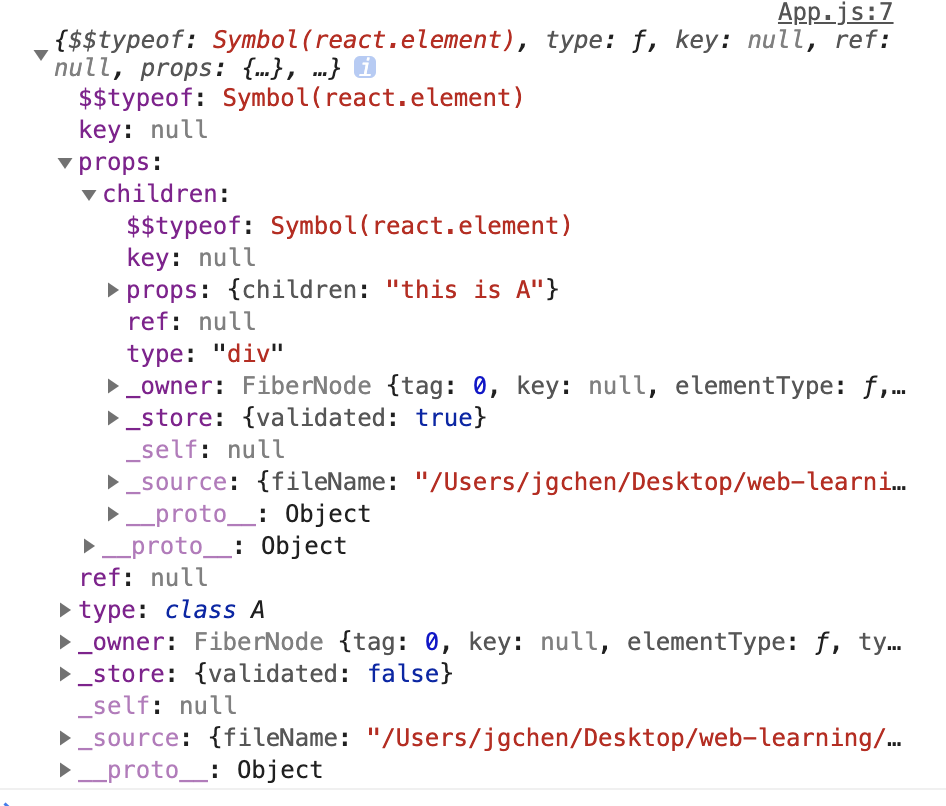 App.js:7
{$$typeof: Symbol(react.element), type: ƒ, key: null, ref:
null, props: {…}, …} i
$$typeof: Symbol(react.element)
key: null
props:
children:
$$typeof: Symbol(react.element)
key: null
props: {children: "this is A"}
ref: null
type: "div"
_owner: FiberNode {tag: 0, key: null, elementType: ƒ,…
_store: {validated: true}
_self: null
_source: {fileName: "/Users/jgchen/Desktop/web-learni…
__proto__: Object
__proto__: Object
ref: null
type: class A
_owner: FiberNode {tag: 0, key: null, elementType: ƒ, ty…
_store: {validated: false}
_self: null
_source: {fileName: "/Users/jgchen/Desktop/web-learning/…
__proto__: Object